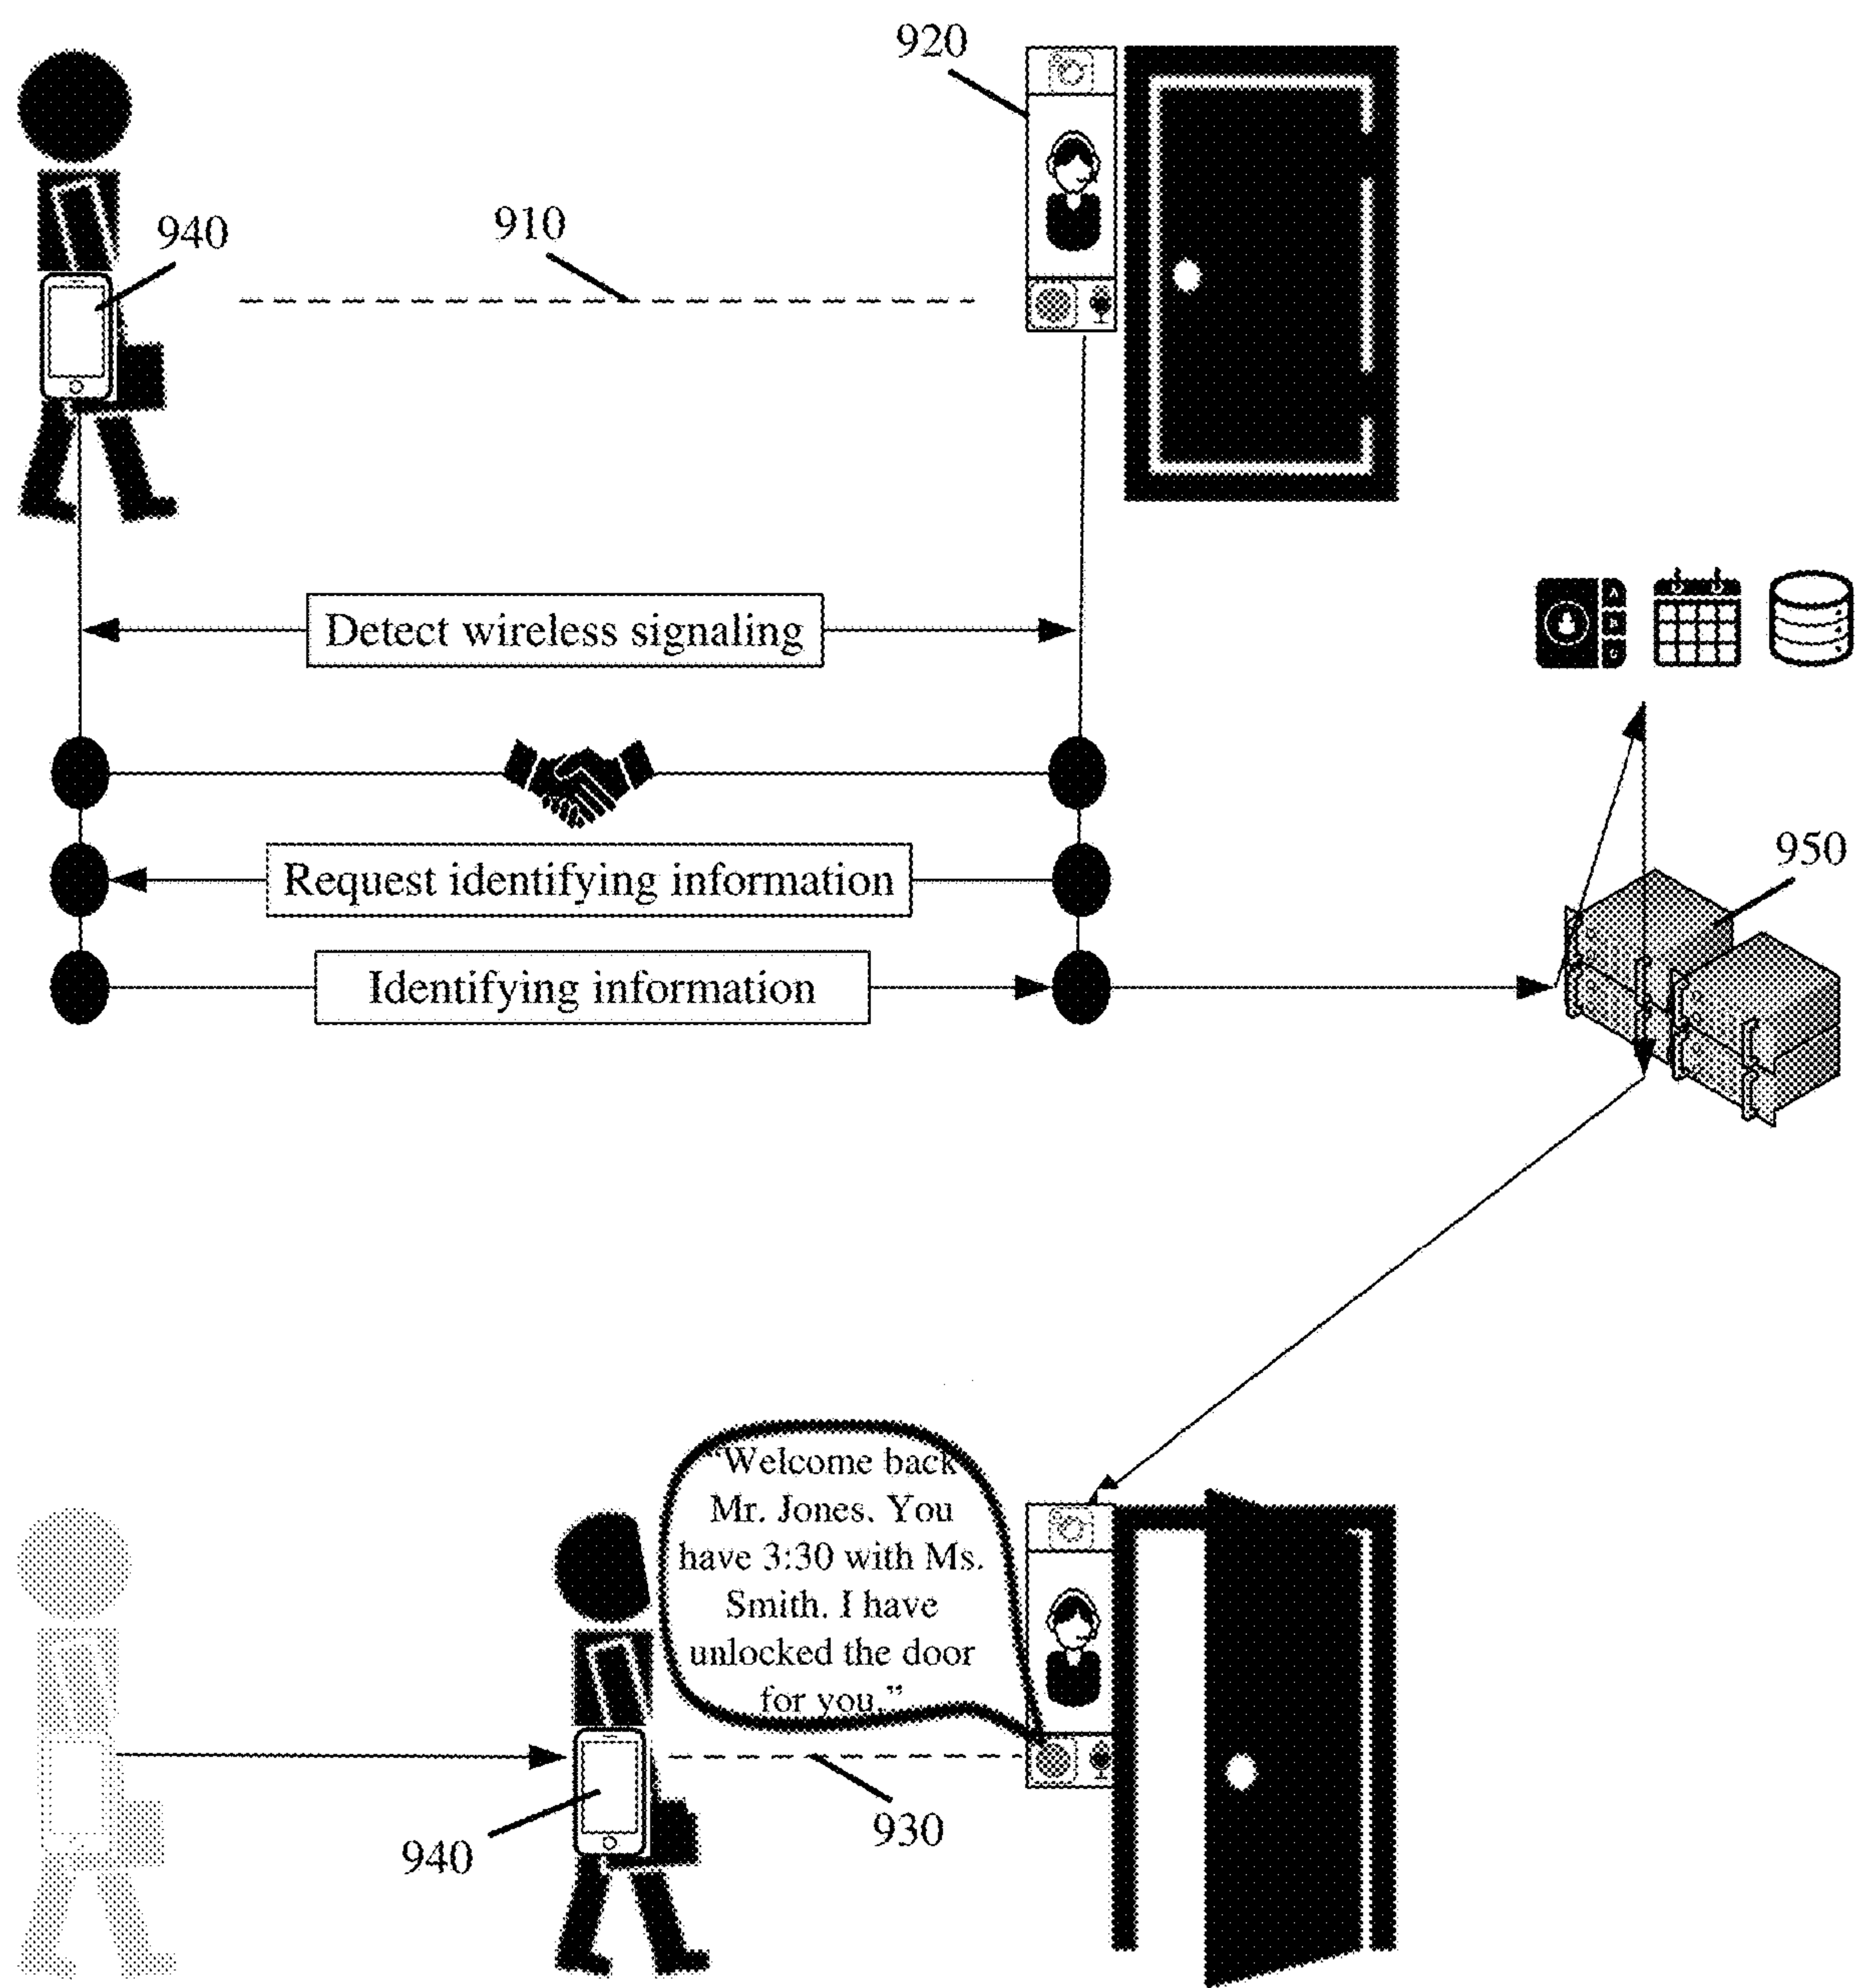 920
940
910
Detect wireless signaling
Request identifying information
950
Identifying information
“Welcome back
Mr. Jones. You
have 3:30 with Ms.
Smith. I have
unlocked the door
for you.”
930
940